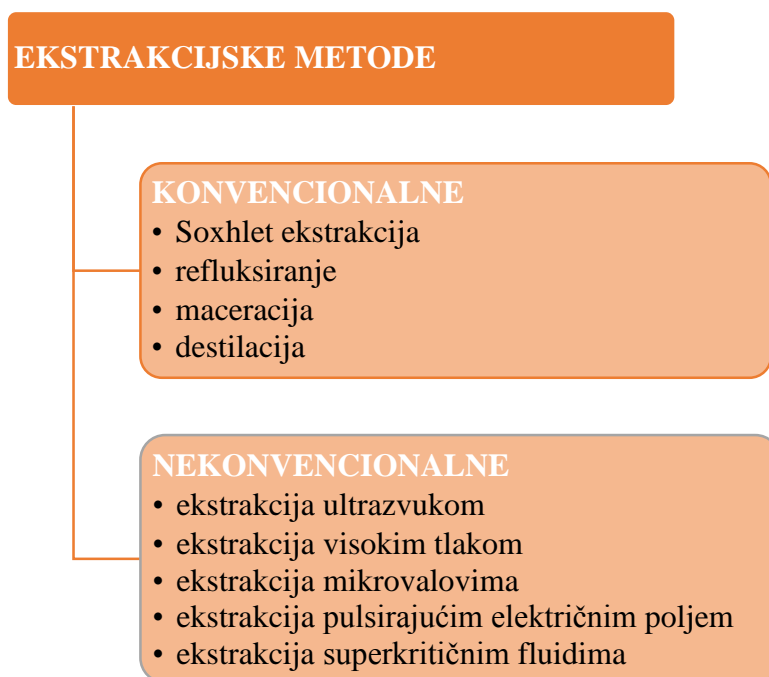 EKSTRAKCIJSKE METODE
KONVENCIONALNE
• Soxhlet ekstrakcija
• refluksiranje
• maceracija
• destilacija
NEKONVENCIONALNE
• ekstrakcija ultrazvukom
• ekstrakcija visokim tlakom
• ekstrakcija mikrovalovima
• ekstrakcija pulsirajućim električnim poljem
• ekstrakcija superkritičnim fluidima